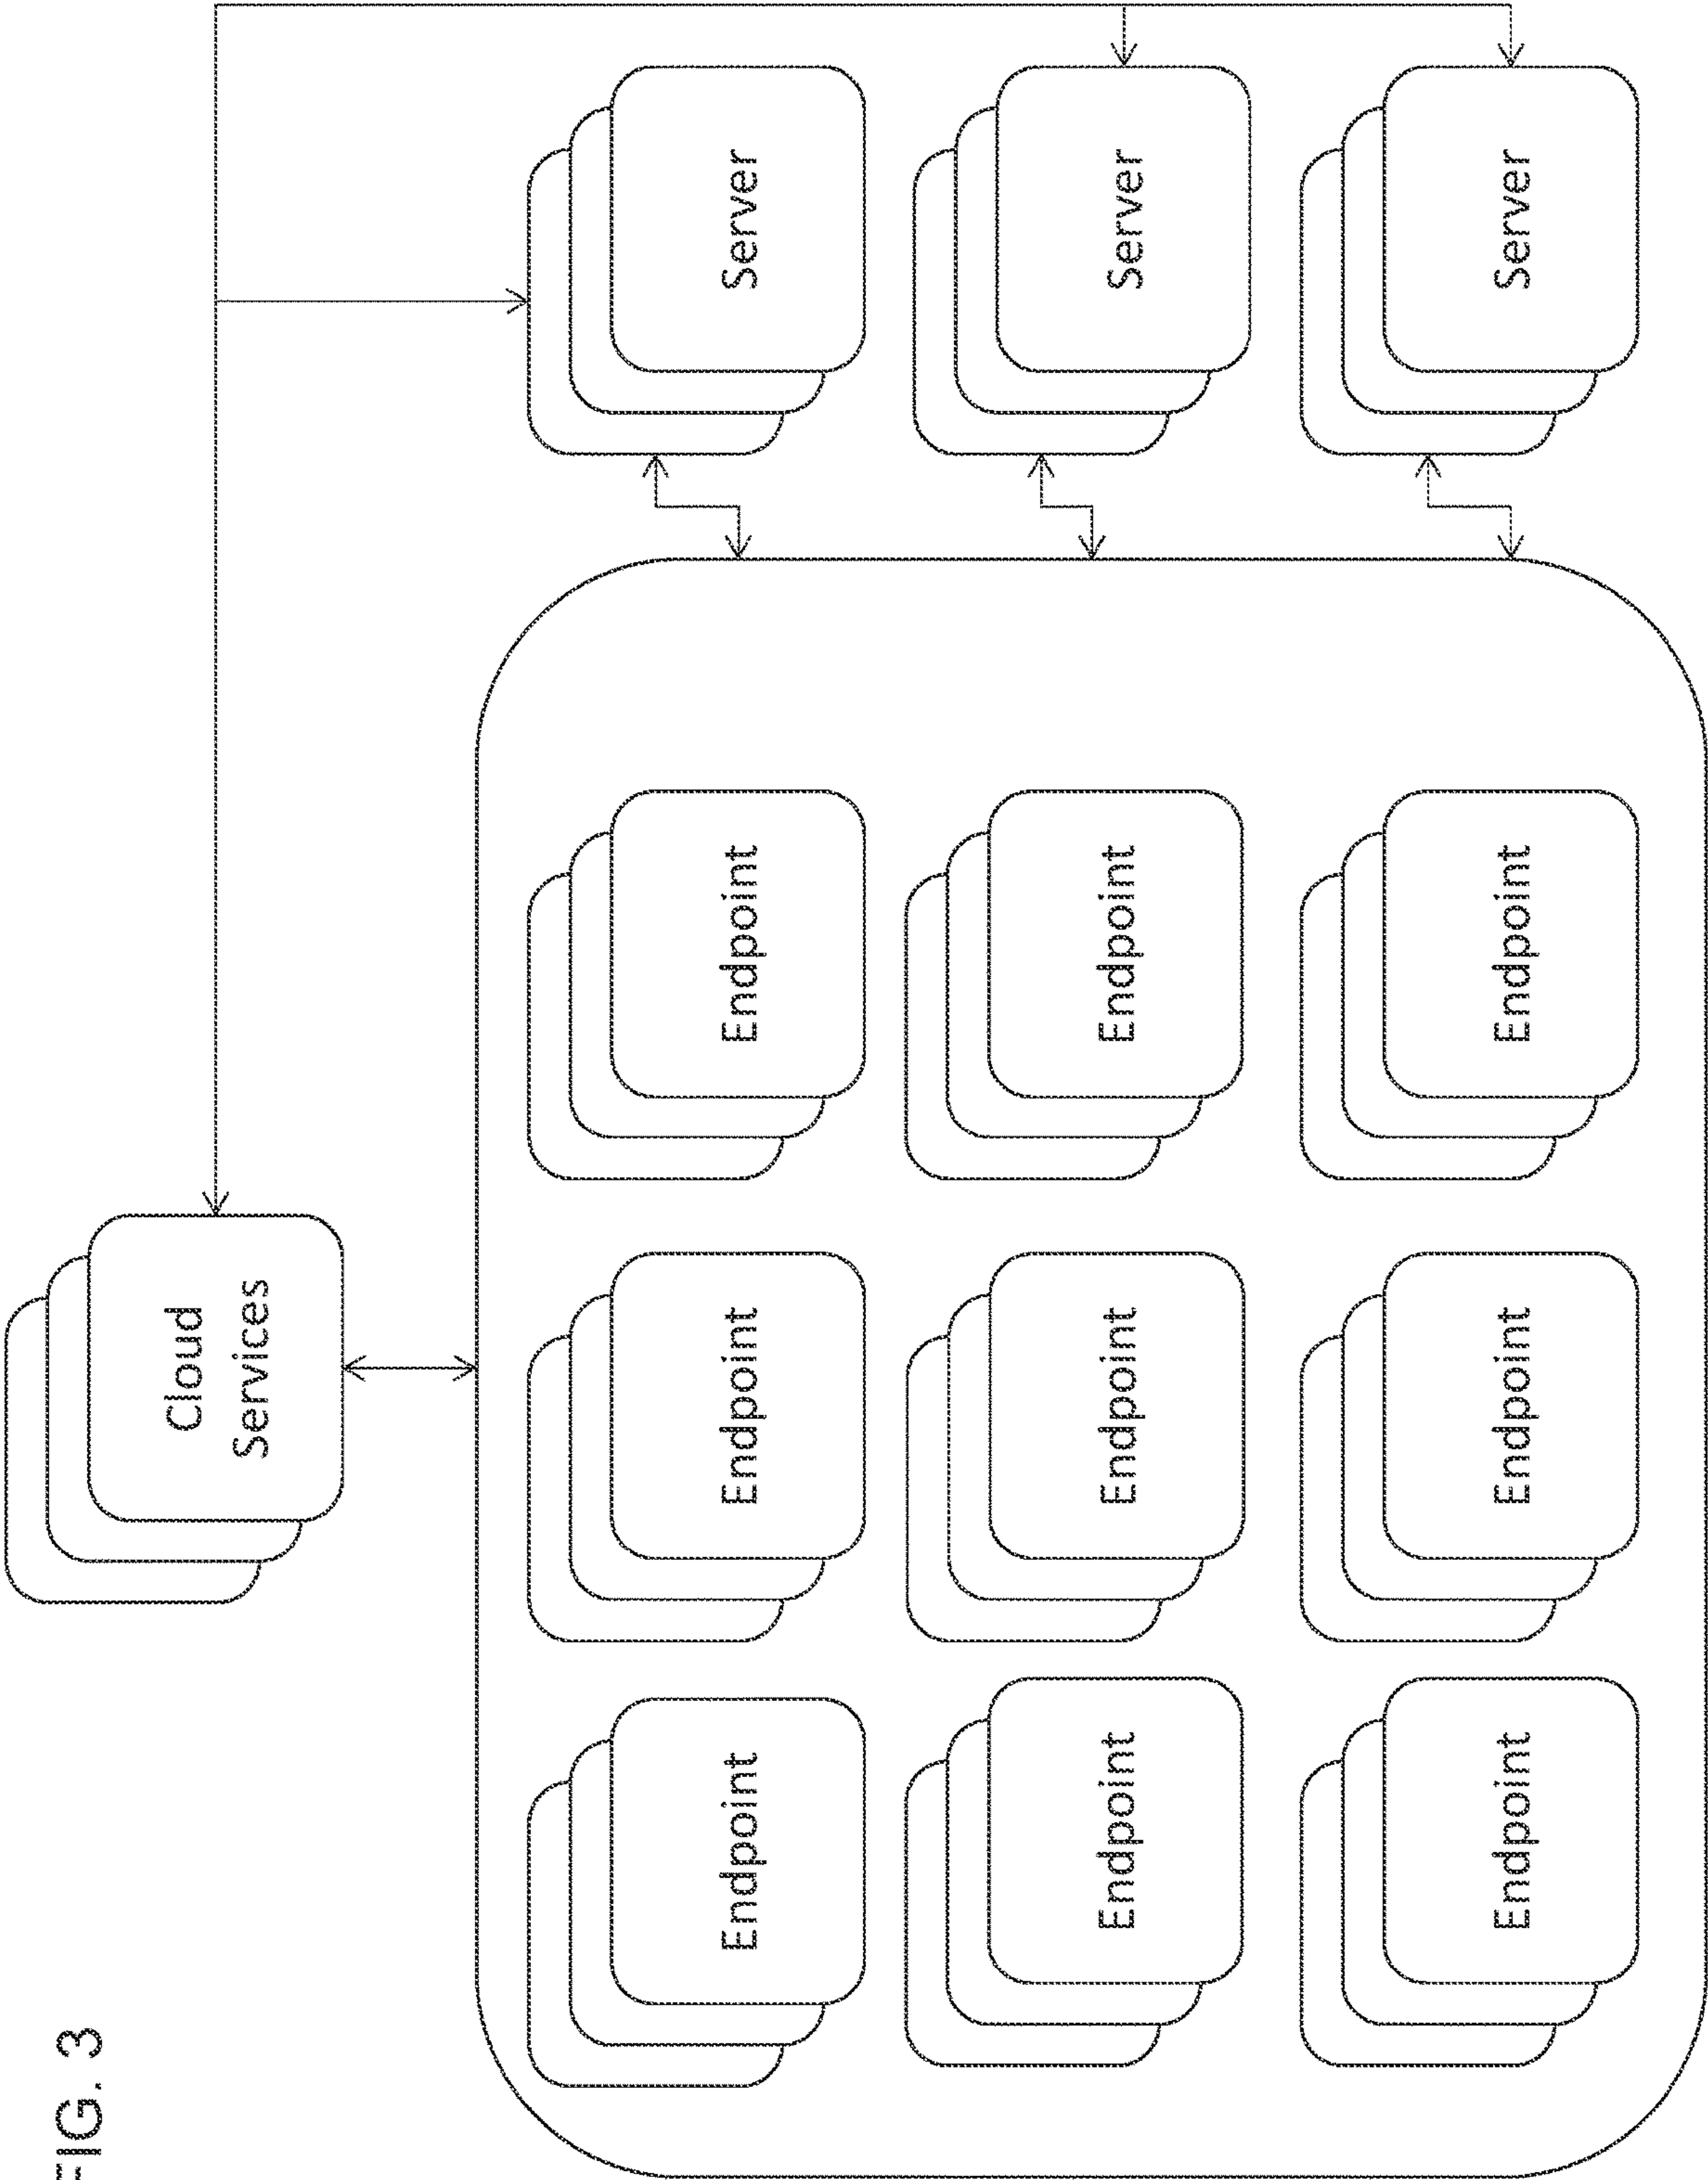 FIG. 3
Cloud
Services
Endpoint
Endpoint
Endpoint
Server
Endpoint
Endpoint
Endpoint
Server
Endpoint
Endpoint
Endpoint
Server